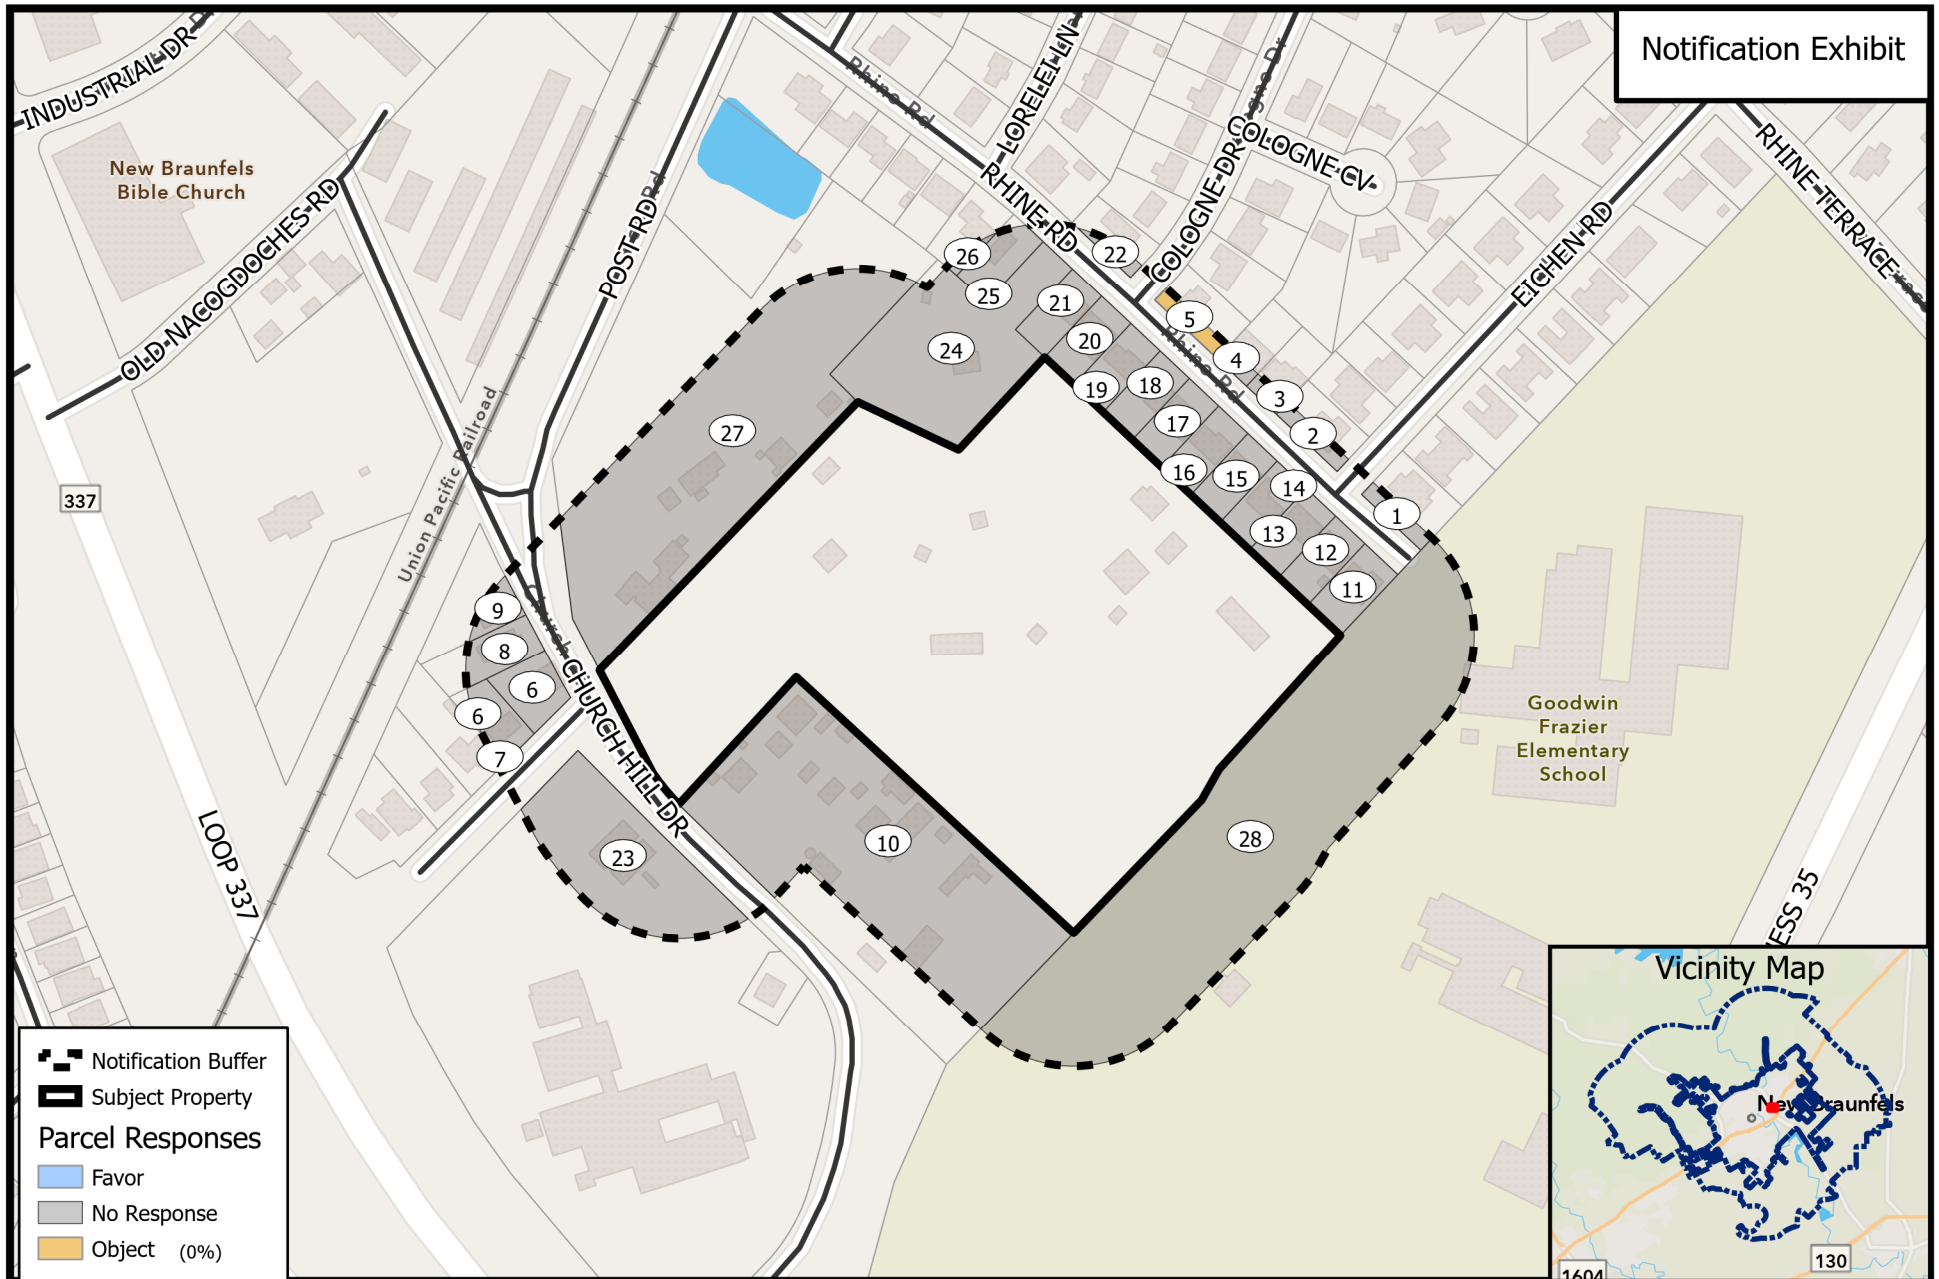 Notification Exhibit
INDUSTRIAL-DR
New Braunfels
Bible Church
OLD-NACOGDOCHES-RD
POST-RD
Rd
Rhine Rd
LORELEI-LN
RHINE-RD
COLOGNE-DR
COLOGNE-CV
EICHEN-RD
RHINE-TERRACE
Rhine Rd
Union Pacific Railroad
337
Church
CHURCH-HILL-DR
LOOP 337
Goodwin
Frazier
Elementary
School
26
22
25
21
5
24
20
4
19
18
3
27
17
2
16
15
14
1
13
12
11
9
8
6
6
7
10
28
23
Notification Buffer
Subject Property
Parcel Responses
Favor
No Response
Object (0%)
Vicinity Map
New Braunfels
130
1604